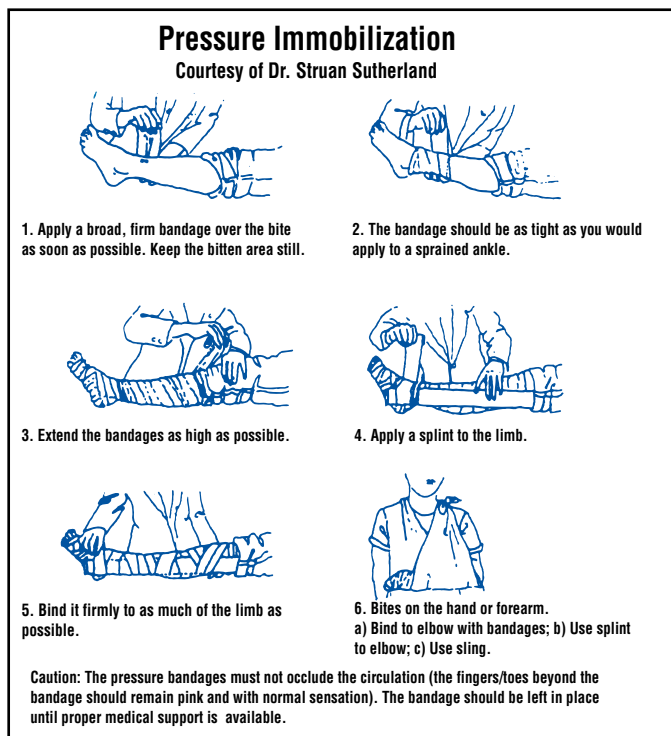 Pressure Immobilization
Courtesy of Dr. Struan Sutherland
1. Apply a broad, firm bandage over the bite
as soon as possible. Keep the bitten area still.
2. The bandage should be as tight as you would
apply to a sprained ankle.
3. Extend the bandages as high as possible.
4. Apply a splint to the limb.
5. Bind it firmly to as much of the limb as
possible.
6. Bites on the hand or forearm.
a) Bind to elbow with bandages; b) Use splint
to elbow; c) Use sling.
Caution: The pressure bandages must not occlude the circulation (the fingers/toes beyond the
bandage should remain pink and with normal sensation). The bandage should be left in place
until proper medical support is available.